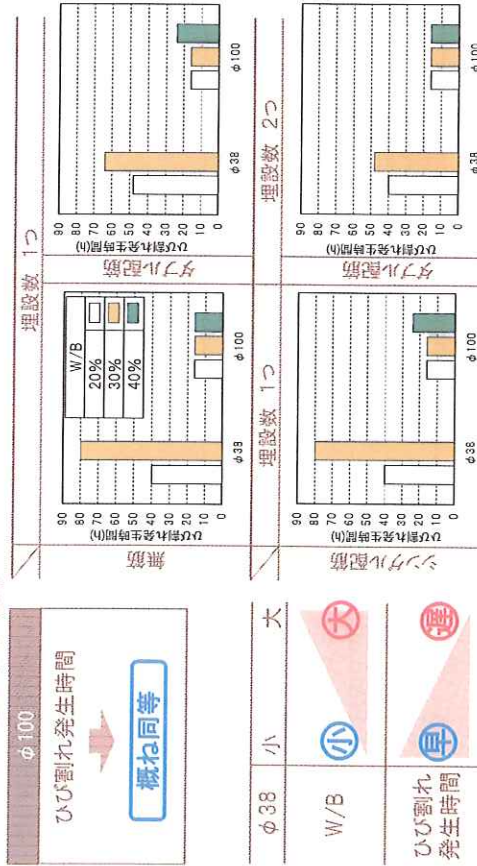 φ100
ひび割れ発生時間
概ね同等
φ38 小 大
W/B 小 大
ひび割れ
発生時間 早 遅
埋設数 1つ
無筋
ひび割れ発生時間(h)
90
80
70
60
50
40
30
20
10
0
φ38 φ100
W/B
20%
30%
40%
ダブル配筋
ひび割れ発生時間(h)
90
80
70
60
50
40
30
20
10
0
φ38 φ100
埋設数 1つ
シングル配筋
ひび割れ発生時間(h)
90
80
70
60
50
40
30
20
10
0
φ38 φ100
埋設数 2つ
ダブル配筋
ひび割れ発生時間(h)
90
80
70
60
50
40
30
20
10
0
φ38 φ100